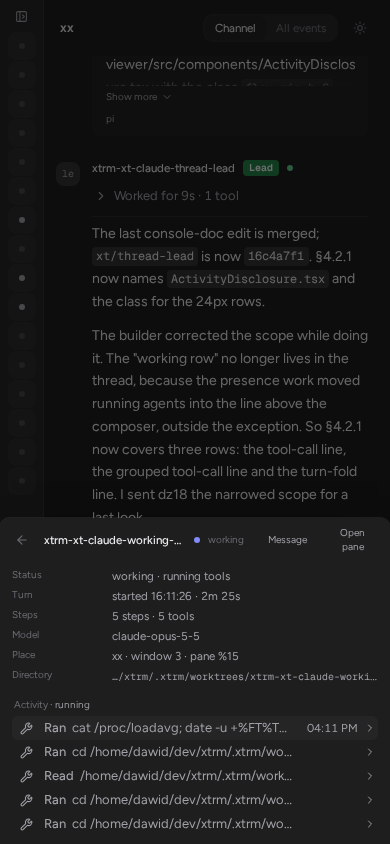 xx
Channel
All events
viewer/src/components/ActivityDisclos
Show more
pi
le
xtrm-xt-claude-thread-lead
Lead
Worked for 9s · 1 tool
The last console-doc edit is merged;
xt/thread-lead is now 16c4a7f1 . §4.2.1
now names ActivityDisclosure.tsx and
the class for the 24px rows.
The builder corrected the scope while doing
it. The "working row" no longer lives in the
thread, because the presence work moved
running agents into the line above the
composer, outside the exception. So §4.2.1
now covers three rows: the tool-call line,
the grouped tool-call line and the turn-fold
line. I sent dz18 the narrowed scope for a
last look.
xtrm-xt-claude-working-...
working
Message
Open
pane
Status working · running tools
Turn started 16:11:26 · 2m 25s
Steps 5 steps · 5 tools
Model claude-opus-5-5
Place xx · window 3 · pane %15
Directory …/xtrm/.xtrm/worktrees/xtrm-xt-claude-worki…
Activity · running
Ran cat /proc/loadavg; date -u +%FT%T... 04:11 PM
Ran cd /home/dawid/dev/xtrm/.xtrm/wo...
Read /home/dawid/dev/xtrm/.xtrm/work...
Ran cd /home/dawid/dev/xtrm/.xtrm/wo...
Ran cd /home/dawid/dev/xtrm/.xtrm/wo...